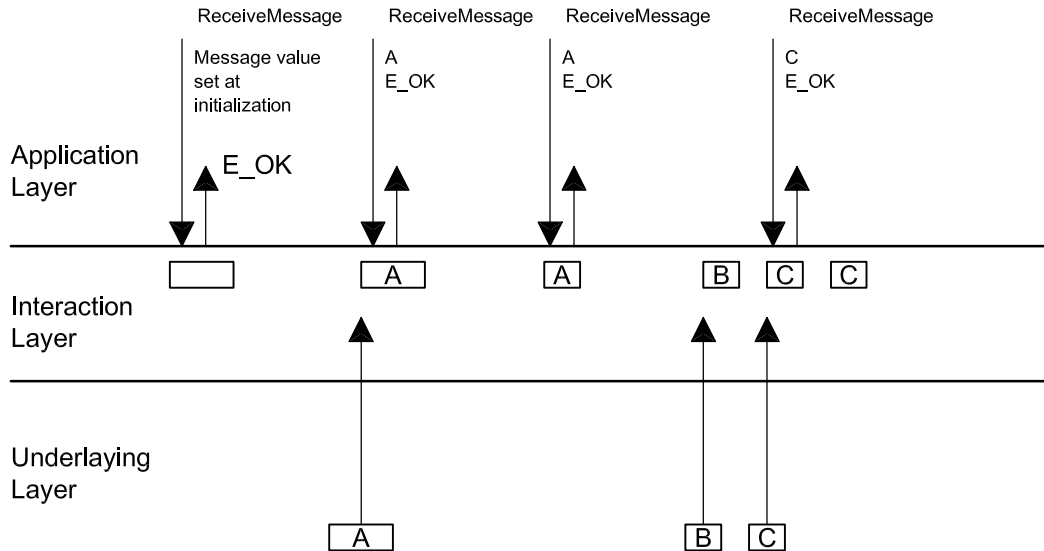 ReceiveMessage ReceiveMessage ReceiveMessage ReceiveMessage
Message value
set at
initialization
A
E_OK
A
E_OK
C
E_OK
Application
Layer
E_OK
A A B C C
Interaction
Layer
Underlaying
Layer
A B C